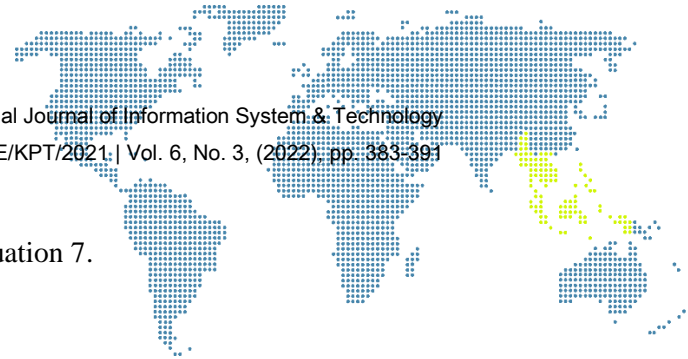 al Journal of Information System & Technology
E/KPT/2021 | Vol. 6, No. 3, (2022), pp. 383-391
uation 7.